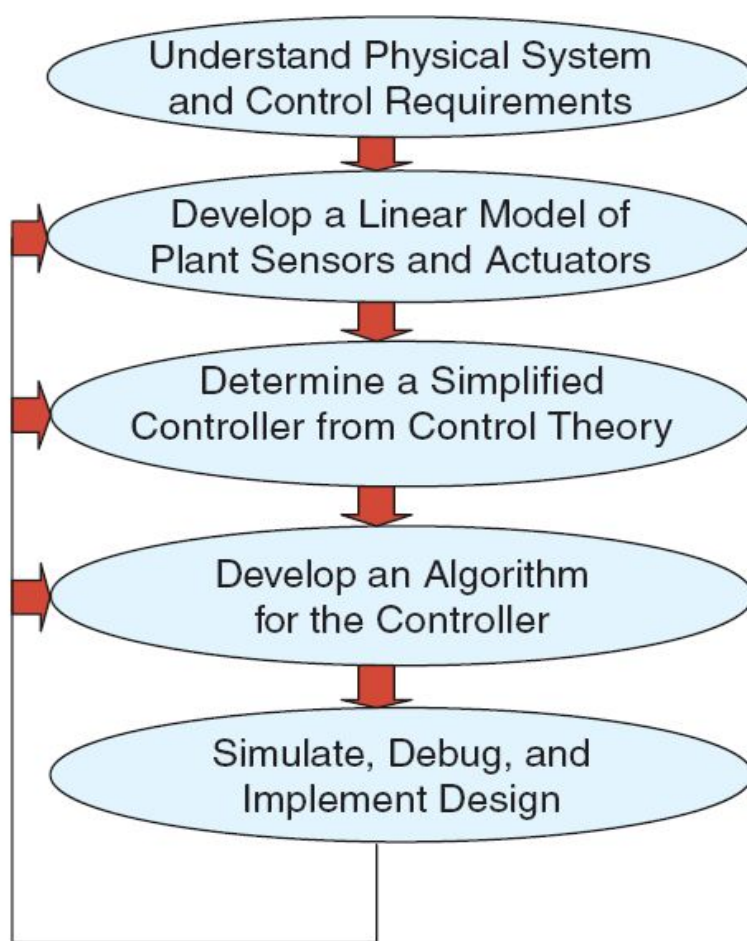 Understand Physical System
and Control Requirements
Develop a Linear Model of
Plant Sensors and Actuators
Determine a Simplified
Controller from Control Theory
Develop an Algorithm
for the Controller
Simulate, Debug, and
Implement Design